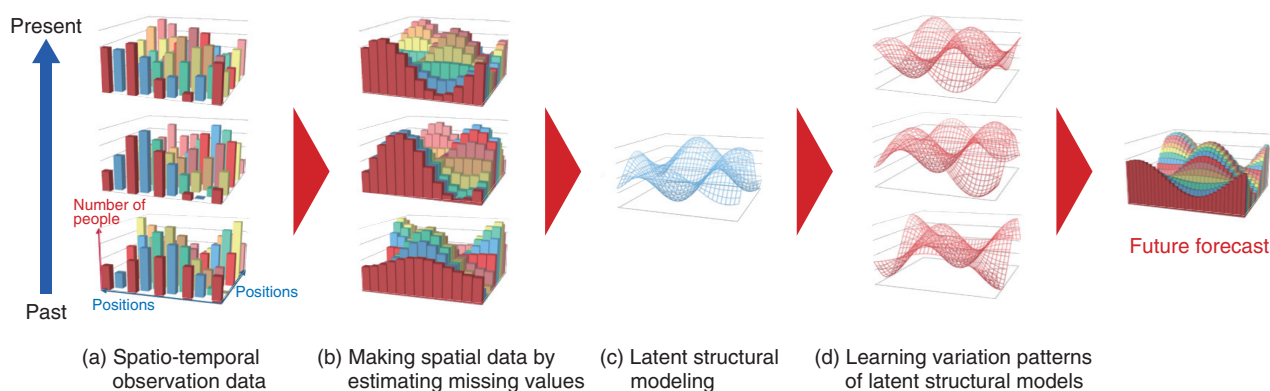 Present
Past
Number of
people
Positions
Positions
Future forecast
(a) Spatio-temporal
observation data
(b) Making spatial data by
estimating missing values
(c) Latent structural
modeling
(d) Learning variation patterns
of latent structural models